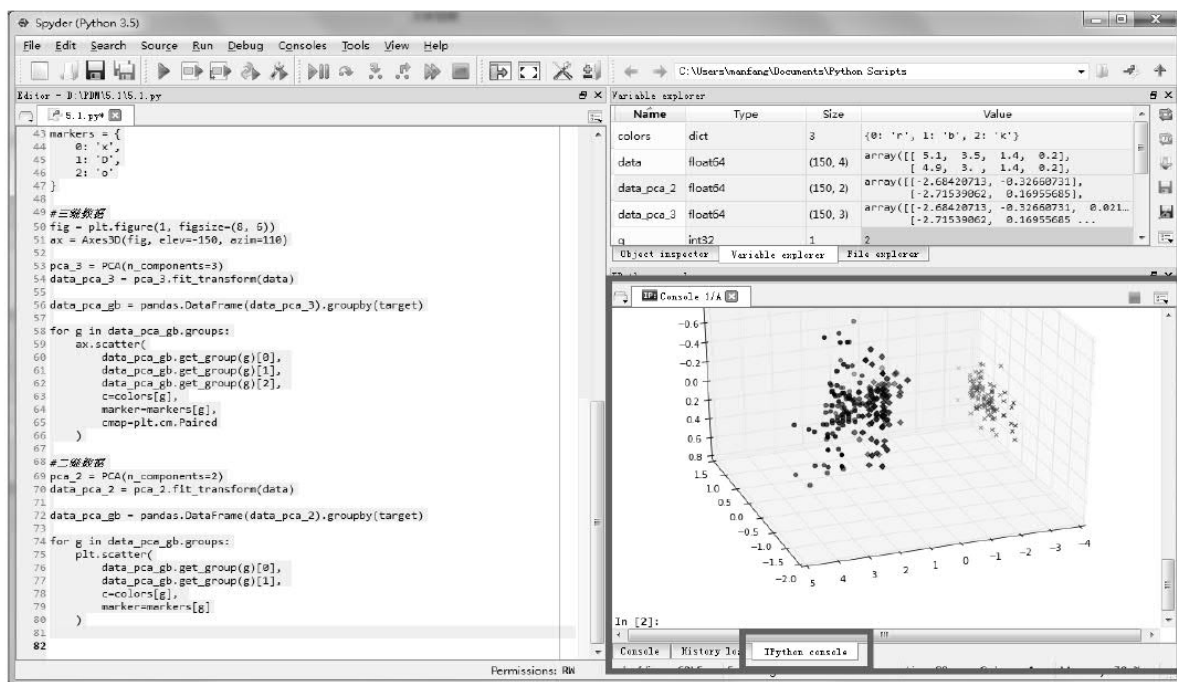 Spyder (Python 3.5)
File Edit Search Source Run Debug Consoles Tools View Help
C:\Users\manfang\Documents\Python Scripts
Editor - D:\PDM\5.1\5.1.py
5.1.py*
43 markers = {
44 0: 'x',
45 1: 'D',
46 2: 'o'
47 }
48
49 #三维数据
50 fig = plt.figure(1, figsize=(8, 6))
51 ax = Axes3D(fig, elev=-150, azim=110)
52
53 pca_3 = PCA(n_components=3)
54 data_pca_3 = pca_3.fit_transform(data)
55
56 data_pca_gb = pandas.DataFrame(data_pca_3).groupby(target)
57
58 for g in data_pca_gb.groups:
59 ax.scatter(
60 data_pca_gb.get_group(g)[0],
61 data_pca_gb.get_group(g)[1],
62 data_pca_gb.get_group(g)[2],
63 c=colors[g],
64 marker=markers[g],
65 cmap=plt.cm.Paired
66 )
67
68 #二维数据
69 pca_2 = PCA(n_components=2)
70 data_pca_2 = pca_2.fit_transform(data)
71
72 data_pca_gb = pandas.DataFrame(data_pca_2).groupby(target)
73
74 for g in data_pca_gb.groups:
75 plt.scatter(
76 data_pca_gb.get_group(g)[0],
77 data_pca_gb.get_group(g)[1],
78 c=colors[g],
79 marker=markers[g]
80 )
81
82
Variable explorer
Name Type Size Value
colors dict 3 {0: 'r', 1: 'b', 2: 'k'}
data float64 (150, 4) array([[ 5.1, 3.5, 1.4, 0.2],
[ 4.9, 3. , 1.4, 0.2],
data_pca_2 float64 (150, 2) array([[-2.68420713, -0.32660731],
[-2.71539062, 0.16955685],
data_pca_3 float64 (150, 3) array([[-2.68420713, -0.32660731, 0.021...
[-2.71539062, 0.16955685 ...
g int32 1 2
Object inspector Variable explorer File explorer
Console 1/A
-0.6
-0.4
-0.2
0.0
0.2
0.4
0.6
0.8
1.5
1.0
0.5
0.0
-0.5
-1.0
-1.5
-2.0
5 4 3 2 1 0 -1 -2 -3 -4
In [2]:
Console History log IPython console
Permissions: RW